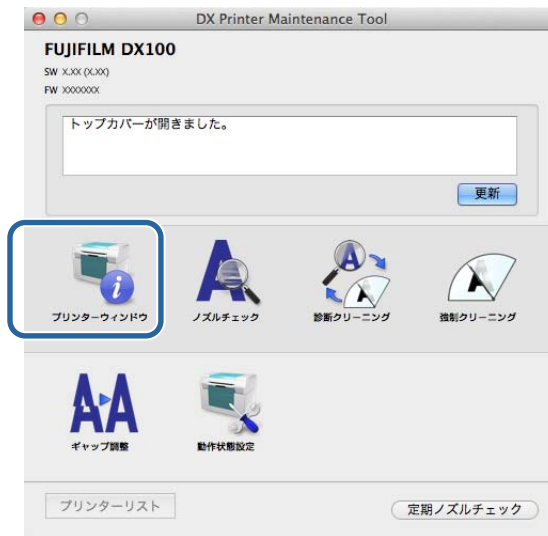 DX Printer Maintenance Tool
FUJIFILM DX100
SW X.XX (X.XX)
FW XXXXXXX
トップカバーが開きました。
更新
プリンターウィンドウ
ノズルチェック
診断クリーニング
強制クリーニング
ギャップ調整
動作状態設定
プリンターリスト
定期ノズルチェック